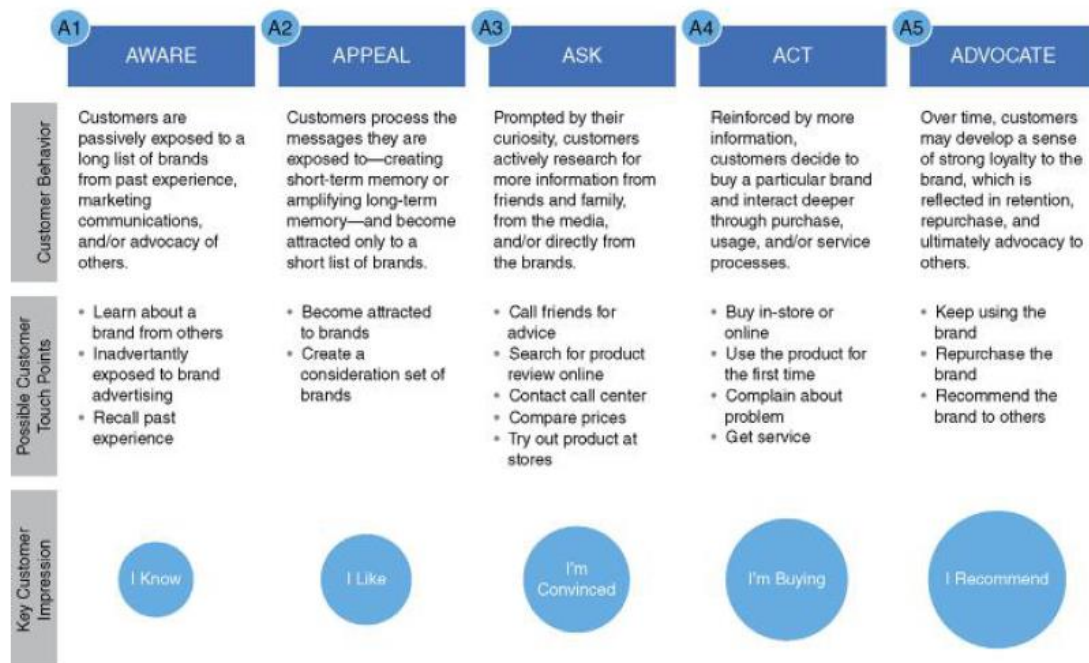 A1
AWARE
A2
APPEAL
A3
ASK
A4
ACT
A5
ADVOCATE
Customer Behavior
Customers are
passively exposed to a
long list of brands
from past experience,
marketing
communications,
and/or advocacy of
others.
Customers process the
messages they are
exposed to—creating
short-term memory or
amplifying long-term
memory—and become
attracted only to a
short list of brands.
Prompted by their
curiosity, customers
actively research for
more information from
friends and family,
from the media,
and/or directly from
the brands.
Reinforced by more
information,
customers decide to
buy a particular brand
and interact deeper
through purchase,
usage, and/or service
processes.
Over time, customers
may develop a sense
of strong loyalty to the
brand, which is
reflected in retention,
repurchase, and
ultimately advocacy to
others.
Possible Customer
Touch Points
• Learn about a
brand from others
• Inadvertantly
exposed to brand
advertising
• Recall past
experience
• Become attracted
to brands
• Create a
consideration set of
brands
• Call friends for
advice
• Search for product
review online
• Contact call center
• Compare prices
• Try out product at
stores
• Buy in-store or
online
• Use the product for
the first time
• Complain about
problem
• Get service
• Keep using the
brand
• Repurchase the
brand
• Recommend the
brand to others
Key Customer
Impression
I Know
I Like
I'm
Convinced
I'm Buying
I Recommend